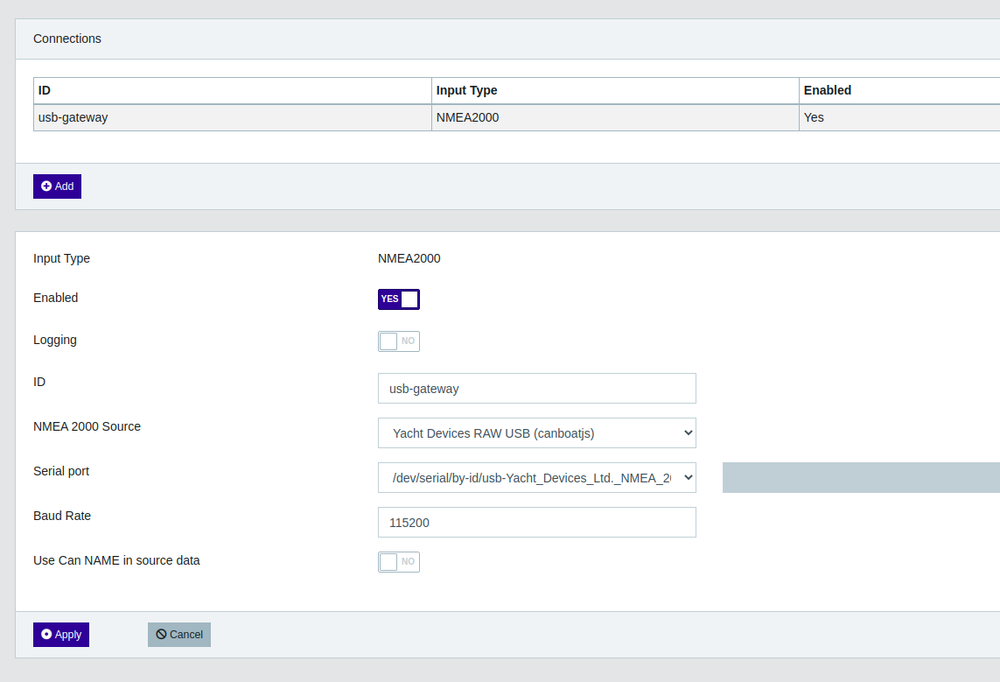 Connections
ID Input Type Enabled
usb-gateway NMEA2000 Yes
Add
Input Type NMEA2000
Enabled YES
Logging NO
ID usb-gateway
NMEA 2000 Source Yacht Devices RAW USB (canboatjs)
Serial port /dev/serial/by-id/usb-Yacht_Devices_Ltd._NMEA_20
Baud Rate 115200
Use Can NAME in source data NO
Apply Cancel